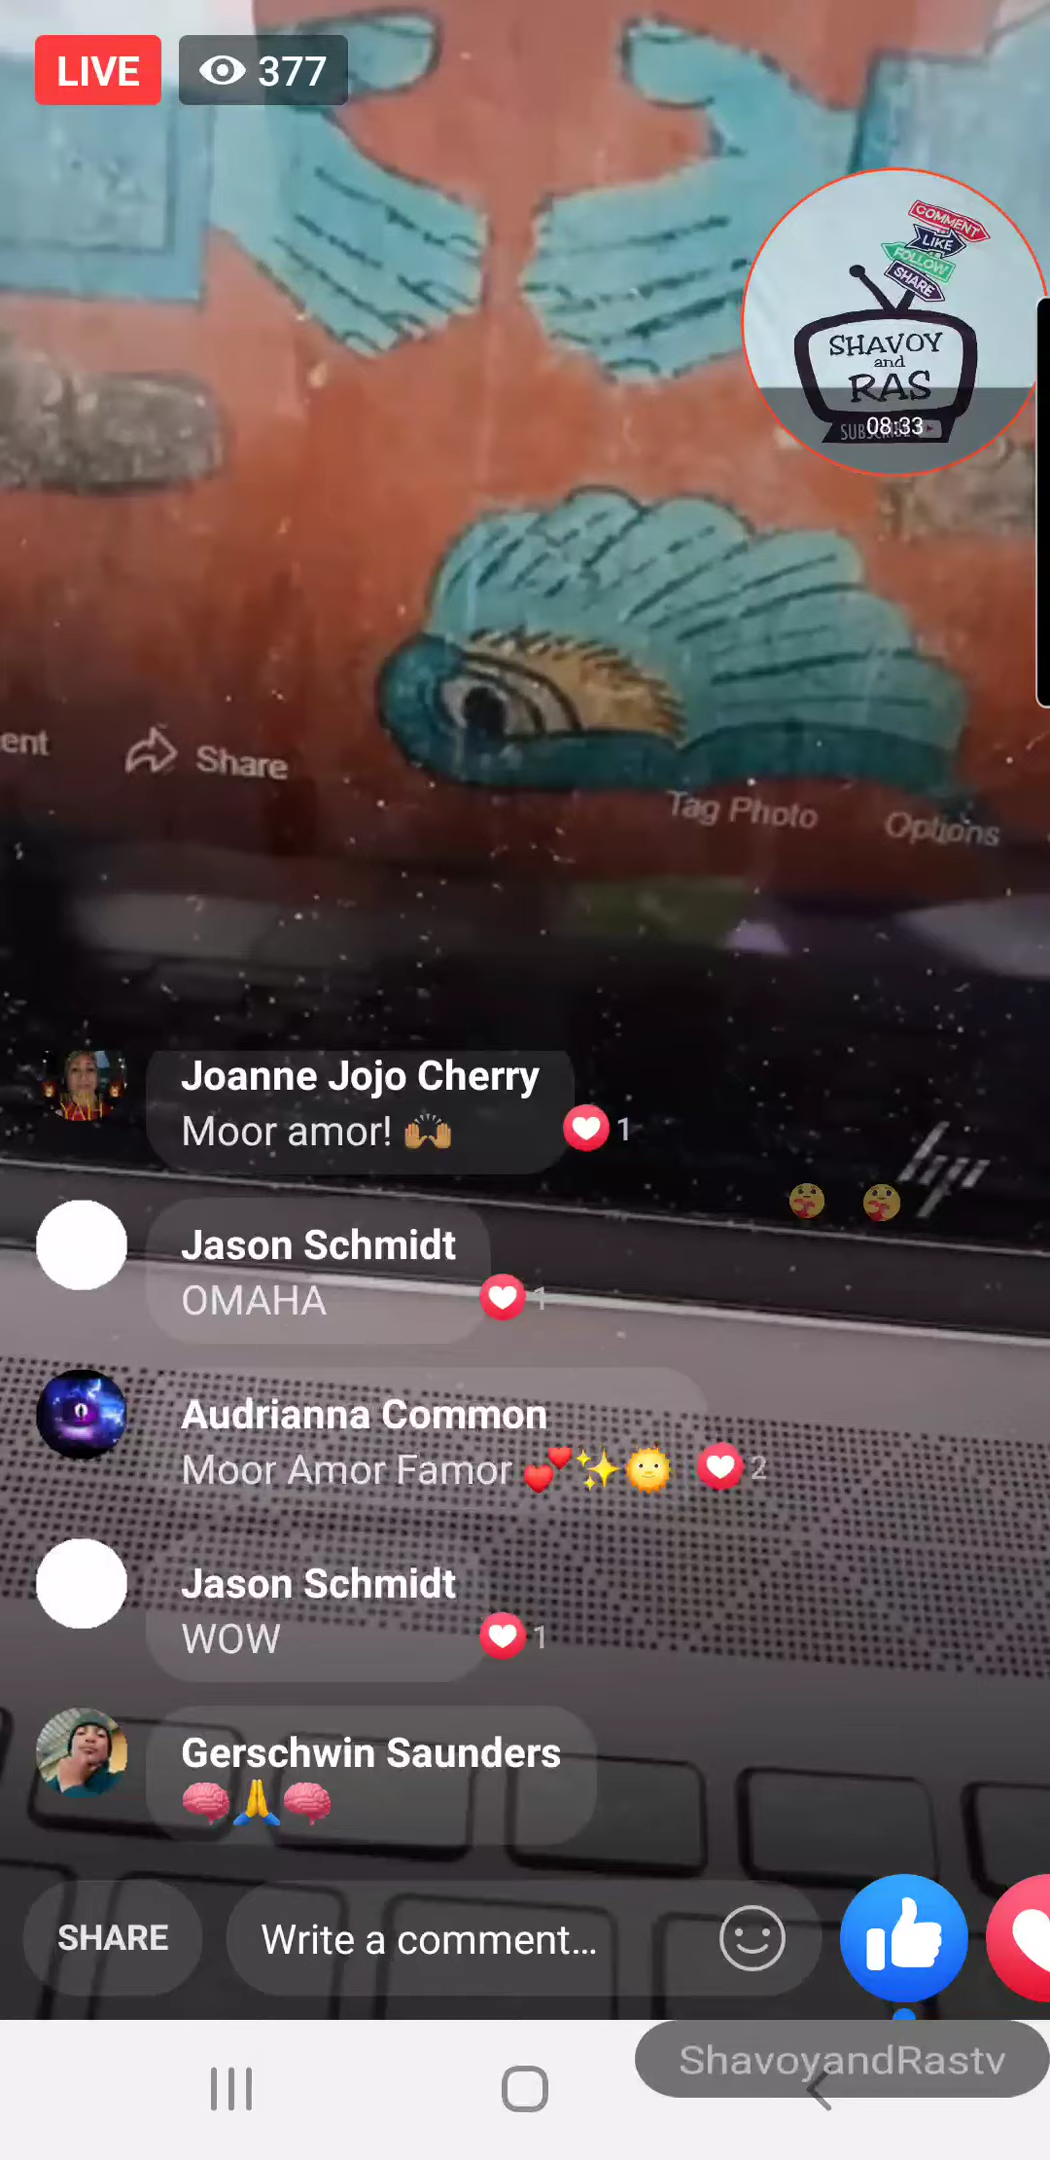 LIVE 377
COMMENT
LIKE
FOLLOW
SHARE
SHAVOY
and
RAS
08:33
ent Share
Tag Photo Options
YAH
Joanne Jojo Cherry
Moor amor! 🙌🏽 1
hp
Jason Schmidt
OMAHA 1
Audrianna Common
Moor Amor Famor 💕✨🌞 2
Jason Schmidt
WOW 1
Gerschwin Saunders
🧠🙏🧠
SHARE Write a comment...
ShavoyandRastv